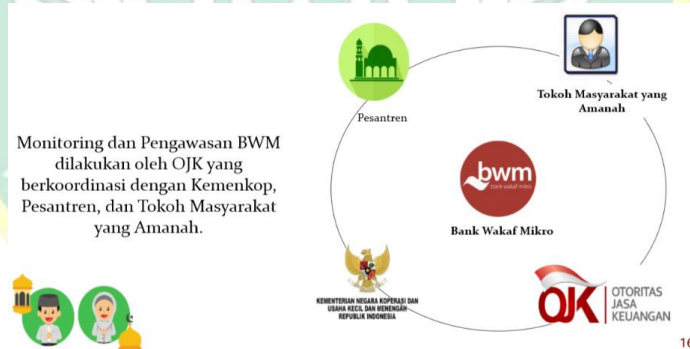 Monitoring dan Pengawasan BWM
dilakukan oleh OJK yang
berkoordinasi dengan Kemenkop,
Pesantren, dan Tokoh Masyarakat
yang Amanah.
Pesantren
Tokoh Masyarakat yang
Amanah
bwm
bank wakaf mikro
Bank Wakaf Mikro
KEMENTERIAN NEGARA KOPERASI DAN
USAHA KECIL DAN MENENGAH
REPUBLIK INDONESIA
OJK
OTORITAS
JASA
KEUANGAN
16